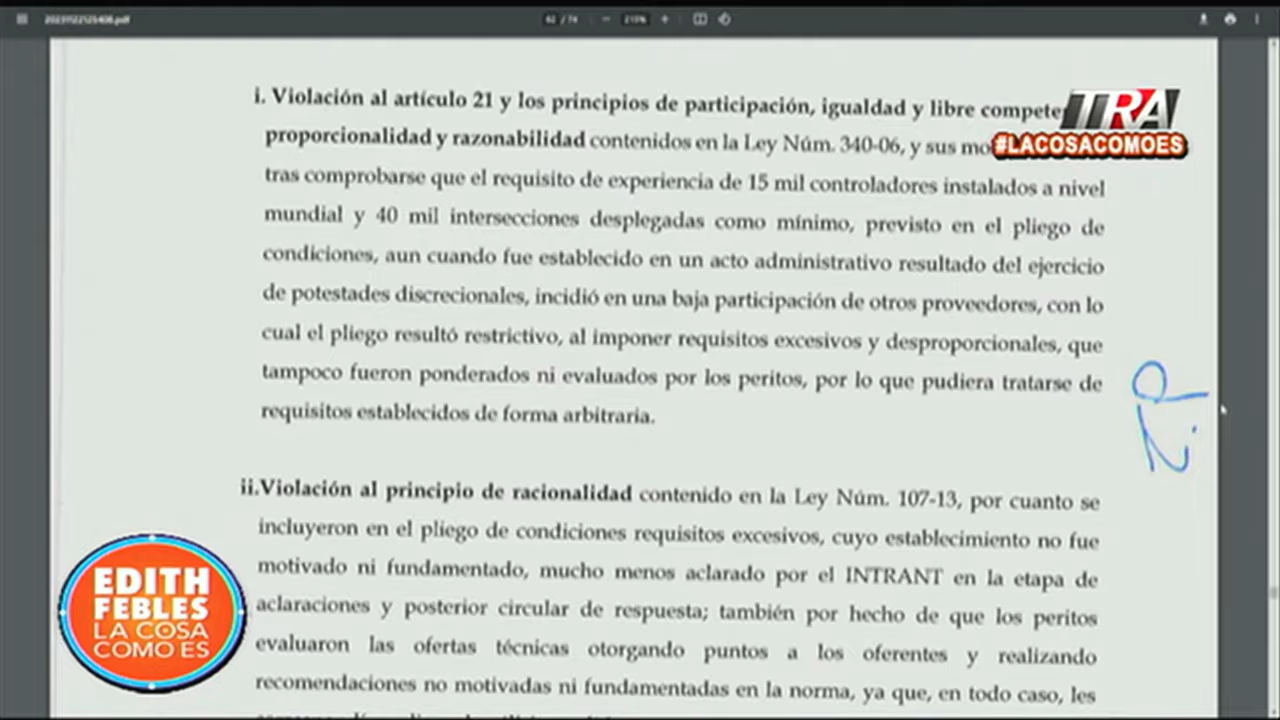 20231122125408.pdf
62 / 74
219%
i. Violación al artículo 21 y los principios de participación, igualdad y libre compete
proporcionalidad y razonabilidad contenidos en la Ley Núm. 340-06, y sus mo
tras comprobarse que el requisito de experiencia de 15 mil controladores instalados a nivel
mundial y 40 mil intersecciones desplegadas como mínimo, previsto en el pliego de
condiciones, aun cuando fue establecido en un acto administrativo resultado del ejercicio
de potestades discrecionales, incidió en una baja participación de otros proveedores, con lo
cual el pliego resultó restrictivo, al imponer requisitos excesivos y desproporcionales, que
tampoco fueron ponderados ni evaluados por los peritos, por lo que pudiera tratarse de
requisitos establecidos de forma arbitraria.
ii.Violación al principio de racionalidad contenido en la Ley Núm. 107-13, por cuanto se
incluyeron en el pliego de condiciones requisitos excesivos, cuyo establecimiento no fue
motivado ni fundamentado, mucho menos aclarado por el INTRANT en la etapa de
aclaraciones y posterior circular de respuesta; también por hecho de que los peritos
evaluaron las ofertas técnicas otorgando puntos a los oferentes y realizando
recomendaciones no motivadas ni fundamentadas en la norma, ya que, en todo caso, les
TRA
#LACOSACOMOES
EDITH
FEBLES
LA COSA
COMO ES